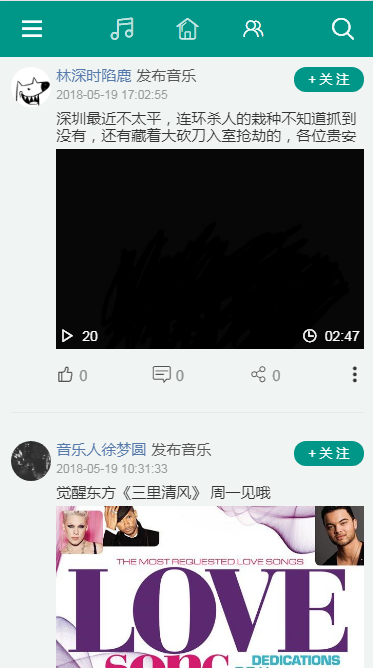 林深时陷鹿 发布音乐
+关注
2018-05-19 17:02:55
深圳最近不太平，连环杀人的栽种不知道抓到
没有，还有藏着大砍刀入室抢劫的，各位贵安
20
02:47
0
0
0
音乐人徐梦圆 发布音乐
+关注
2018-05-19 10:31:33
觉醒东方《三里清风》 周一见哦
THE MOST REQUESTED LOVE SONGS
LOVE
song
DEDICATIONS